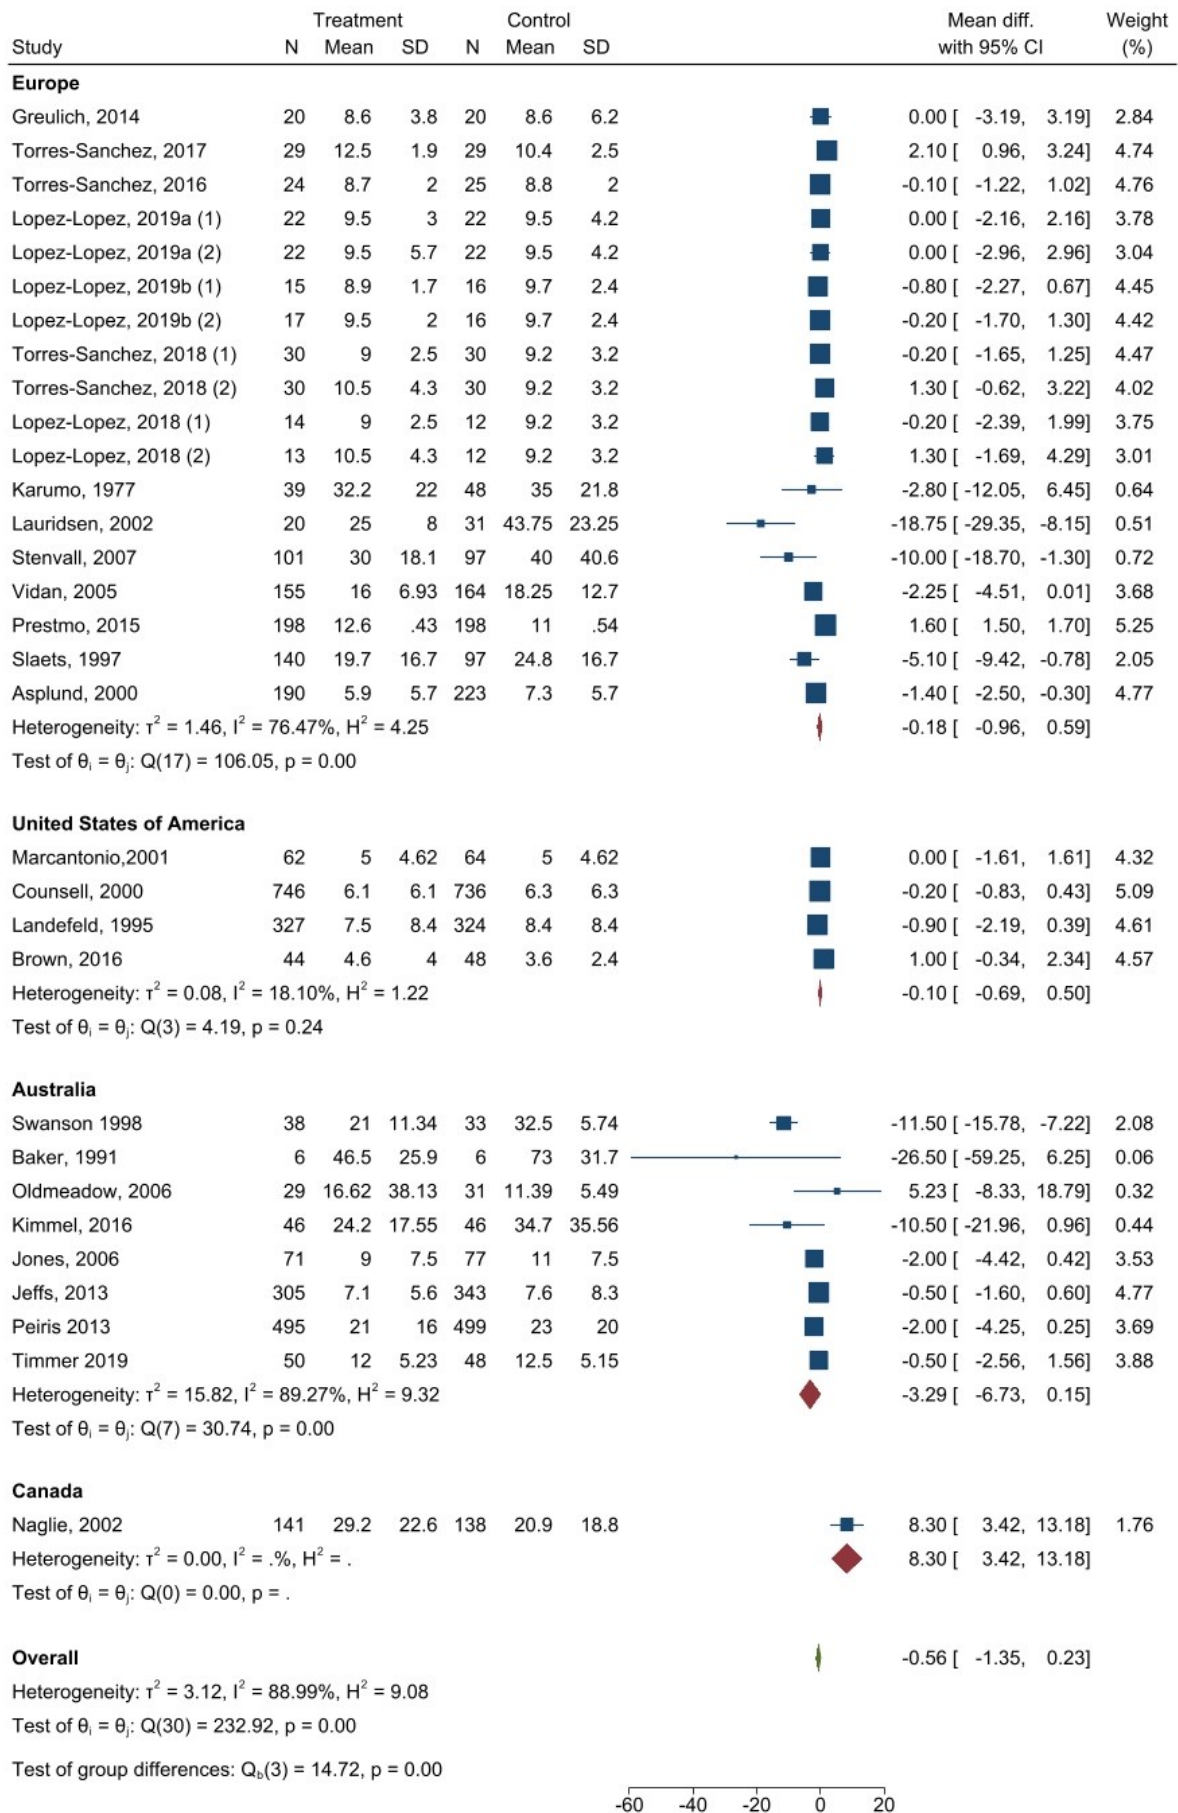 Treatment Control Mean diff. Weight
Study N Mean SD N Mean SD with 95% CI (%)
Europe
Greulich, 2014 20 8.6 3.8 20 8.6 6.2 0.00 [ -3.19, 3.19] 2.84
Torres-Sanchez, 2017 29 12.5 1.9 29 10.4 2.5 2.10 [ 0.96, 3.24] 4.74
Torres-Sanchez, 2016 24 8.7 2 25 8.8 2 -0.10 [ -1.22, 1.02] 4.76
Lopez-Lopez, 2019a (1) 22 9.5 3 22 9.5 4.2 0.00 [ -2.16, 2.16] 3.78
Lopez-Lopez, 2019a (2) 22 9.5 5.7 22 9.5 4.2 0.00 [ -2.96, 2.96] 3.04
Lopez-Lopez, 2019b (1) 15 8.9 1.7 16 9.7 2.4 -0.80 [ -2.27, 0.67] 4.45
Lopez-Lopez, 2019b (2) 17 9.5 2 16 9.7 2.4 -0.20 [ -1.70, 1.30] 4.42
Torres-Sanchez, 2018 (1) 30 9 2.5 30 9.2 3.2 -0.20 [ -1.65, 1.25] 4.47
Torres-Sanchez, 2018 (2) 30 10.5 4.3 30 9.2 3.2 1.30 [ -0.62, 3.22] 4.02
Lopez-Lopez, 2018 (1) 14 9 2.5 12 9.2 3.2 -0.20 [ -2.39, 1.99] 3.75
Lopez-Lopez, 2018 (2) 13 10.5 4.3 12 9.2 3.2 1.30 [ -1.69, 4.29] 3.01
Karumo, 1977 39 32.2 22 48 35 21.8 -2.80 [ -12.05, 6.45] 0.64
Lauridsen, 2002 20 25 8 31 43.75 23.25 -18.75 [ -29.35, -8.15] 0.51
Stenvall, 2007 101 30 18.1 97 40 40.6 -10.00 [ -18.70, -1.30] 0.72
Vidan, 2005 155 16 6.93 164 18.25 12.7 -2.25 [ -4.51, 0.01] 3.68
Prestmo, 2015 198 12.6 .43 198 11 .54 1.60 [ 1.50, 1.70] 5.25
Slaets, 1997 140 19.7 16.7 97 24.8 16.7 -5.10 [ -9.42, -0.78] 2.05
Asplund, 2000 190 5.9 5.7 223 7.3 5.7 -1.40 [ -2.50, -0.30] 4.77
Heterogeneity: τ² = 1.46, I² = 76.47%, H² = 4.25 -0.18 [ -0.96, 0.59]
Test of θᵢ = θⱼ: Q(17) = 106.05, p = 0.00
United States of America
Marcantonio,2001 62 5 4.62 64 5 4.62 0.00 [ -1.61, 1.61] 4.32
Counsell, 2000 746 6.1 6.1 736 6.3 6.3 -0.20 [ -0.83, 0.43] 5.09
Landefeld, 1995 327 7.5 8.4 324 8.4 8.4 -0.90 [ -2.19, 0.39] 4.61
Brown, 2016 44 4.6 4 48 3.6 2.4 1.00 [ -0.34, 2.34] 4.57
Heterogeneity: τ² = 0.08, I² = 18.10%, H² = 1.22 -0.10 [ -0.69, 0.50]
Test of θᵢ = θⱼ: Q(3) = 4.19, p = 0.24
Australia
Swanson 1998 38 21 11.34 33 32.5 5.74 -11.50 [ -15.78, -7.22] 2.08
Baker, 1991 6 46.5 25.9 6 73 31.7 -26.50 [ -59.25, 6.25] 0.06
Oldmeadow, 2006 29 16.62 38.13 31 11.39 5.49 5.23 [ -8.33, 18.79] 0.32
Kimmel, 2016 46 24.2 17.55 46 34.7 35.56 -10.50 [ -21.96, 0.96] 0.44
Jones, 2006 71 9 7.5 77 11 7.5 -2.00 [ -4.42, 0.42] 3.53
Jeffs, 2013 305 7.1 5.6 343 7.6 8.3 -0.50 [ -1.60, 0.60] 4.77
Peiris 2013 495 21 16 499 23 20 -2.00 [ -4.25, 0.25] 3.69
Timmer 2019 50 12 5.23 48 12.5 5.15 -0.50 [ -2.56, 1.56] 3.88
Heterogeneity: τ² = 15.82, I² = 89.27%, H² = 9.32 -3.29 [ -6.73, 0.15]
Test of θᵢ = θⱼ: Q(7) = 30.74, p = 0.00
Canada
Naglie, 2002 141 29.2 22.6 138 20.9 18.8 8.30 [ 3.42, 13.18] 1.76
Heterogeneity: τ² = 0.00, I² = .%, H² = . 8.30 [ 3.42, 13.18]
Test of θᵢ = θⱼ: Q(0) = 0.00, p = .
Overall -0.56 [ -1.35, 0.23]
Heterogeneity: τ² = 3.12, I² = 88.99%, H² = 9.08
Test of θᵢ = θⱼ: Q(30) = 232.92, p = 0.00
Test of group differences: Q_b(3) = 14.72, p = 0.00
-60 -40 -20 0 20